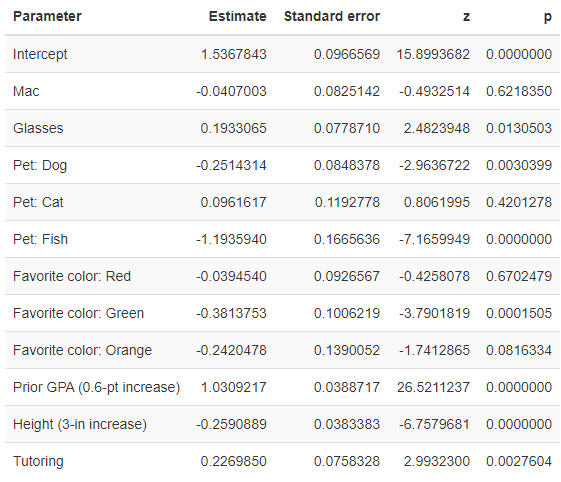 Parameter Estimate Standard error z p
Intercept 1.5367843 0.0966569 15.8993682 0.0000000
Mac -0.0407003 0.0825142 -0.4932514 0.6218350
Glasses 0.1933065 0.0778710 2.4823948 0.0130503
Pet: Dog -0.2514314 0.0848378 -2.9636722 0.0030399
Pet: Cat 0.0961617 0.1192778 0.8061995 0.4201278
Pet: Fish -1.1935940 0.1665636 -7.1659949 0.0000000
Favorite color: Red -0.0394540 0.0926567 -0.4258078 0.6702479
Favorite color: Green -0.3813753 0.1006219 -3.7901819 0.0001505
Favorite color: Orange -0.2420478 0.1390052 -1.7412865 0.0816334
Prior GPA (0.6-pt increase) 1.0309217 0.0388717 26.5211237 0.0000000
Height (3-in increase) -0.2590889 0.0383383 -6.7579681 0.0000000
Tutoring 0.2269850 0.0758328 2.9932300 0.0027604